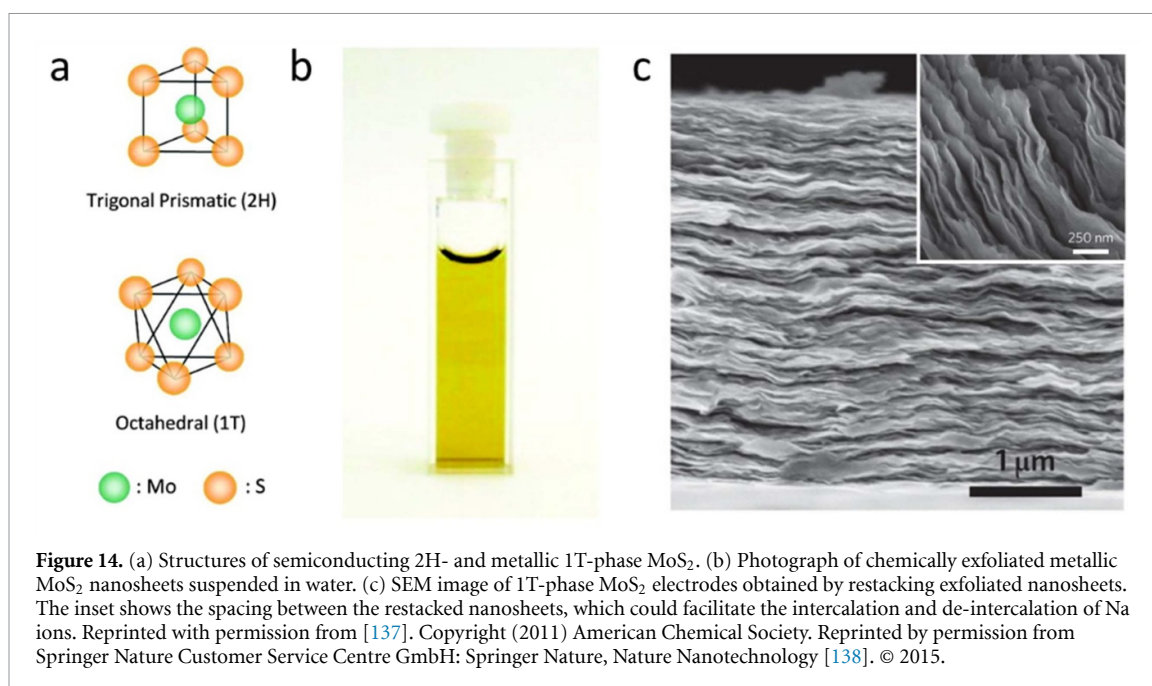 a
b
c
Trigonal Prismatic (2H)
Octahedral (1T)
: Mo
: S
250 nm
1 μm
Figure 14. (a) Structures of semiconducting 2H- and metallic 1T-phase MoS₂. (b) Photograph of chemically exfoliated metallic
MoS₂ nanosheets suspended in water. (c) SEM image of 1T-phase MoS₂ electrodes obtained by restacking exfoliated nanosheets.
The inset shows the spacing between the restacked nanosheets, which could facilitate the intercalation and de-intercalation of Na
ions. Reprinted with permission from [137]. Copyright (2011) American Chemical Society. Reprinted by permission from
Springer Nature Customer Service Centre GmbH: Springer Nature, Nature Nanotechnology [138]. © 2015.